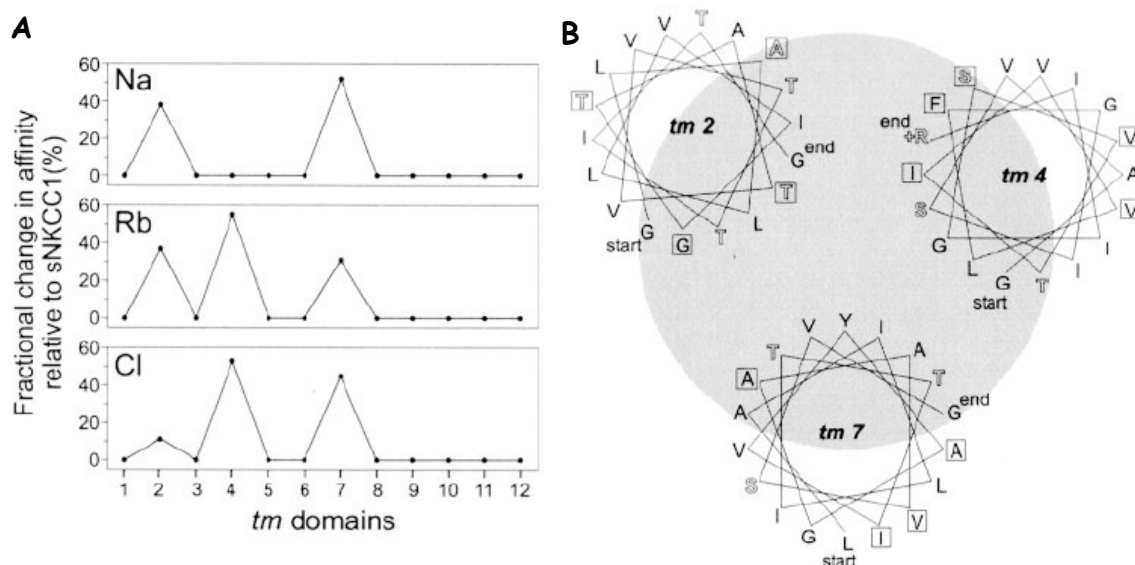 A
Fractional change in affinity
relative to sNKCC1(%)
60
40
20
0
Na
60
40
20
0
Rb
60
40
20
0
Cl
1 2 3 4 5 6 7 8 9 10 11 12
tm domains
B
T
V
V A
L A
T T
I I
tm 2
L G end
T
V L
G T
start G
V V
S I
F G
end
+R V
tm 4
I A
S V
G I
L I
G T
start
V Y I
T A
A T
A G end
tm 7
V A
S L
I V
G L I
start